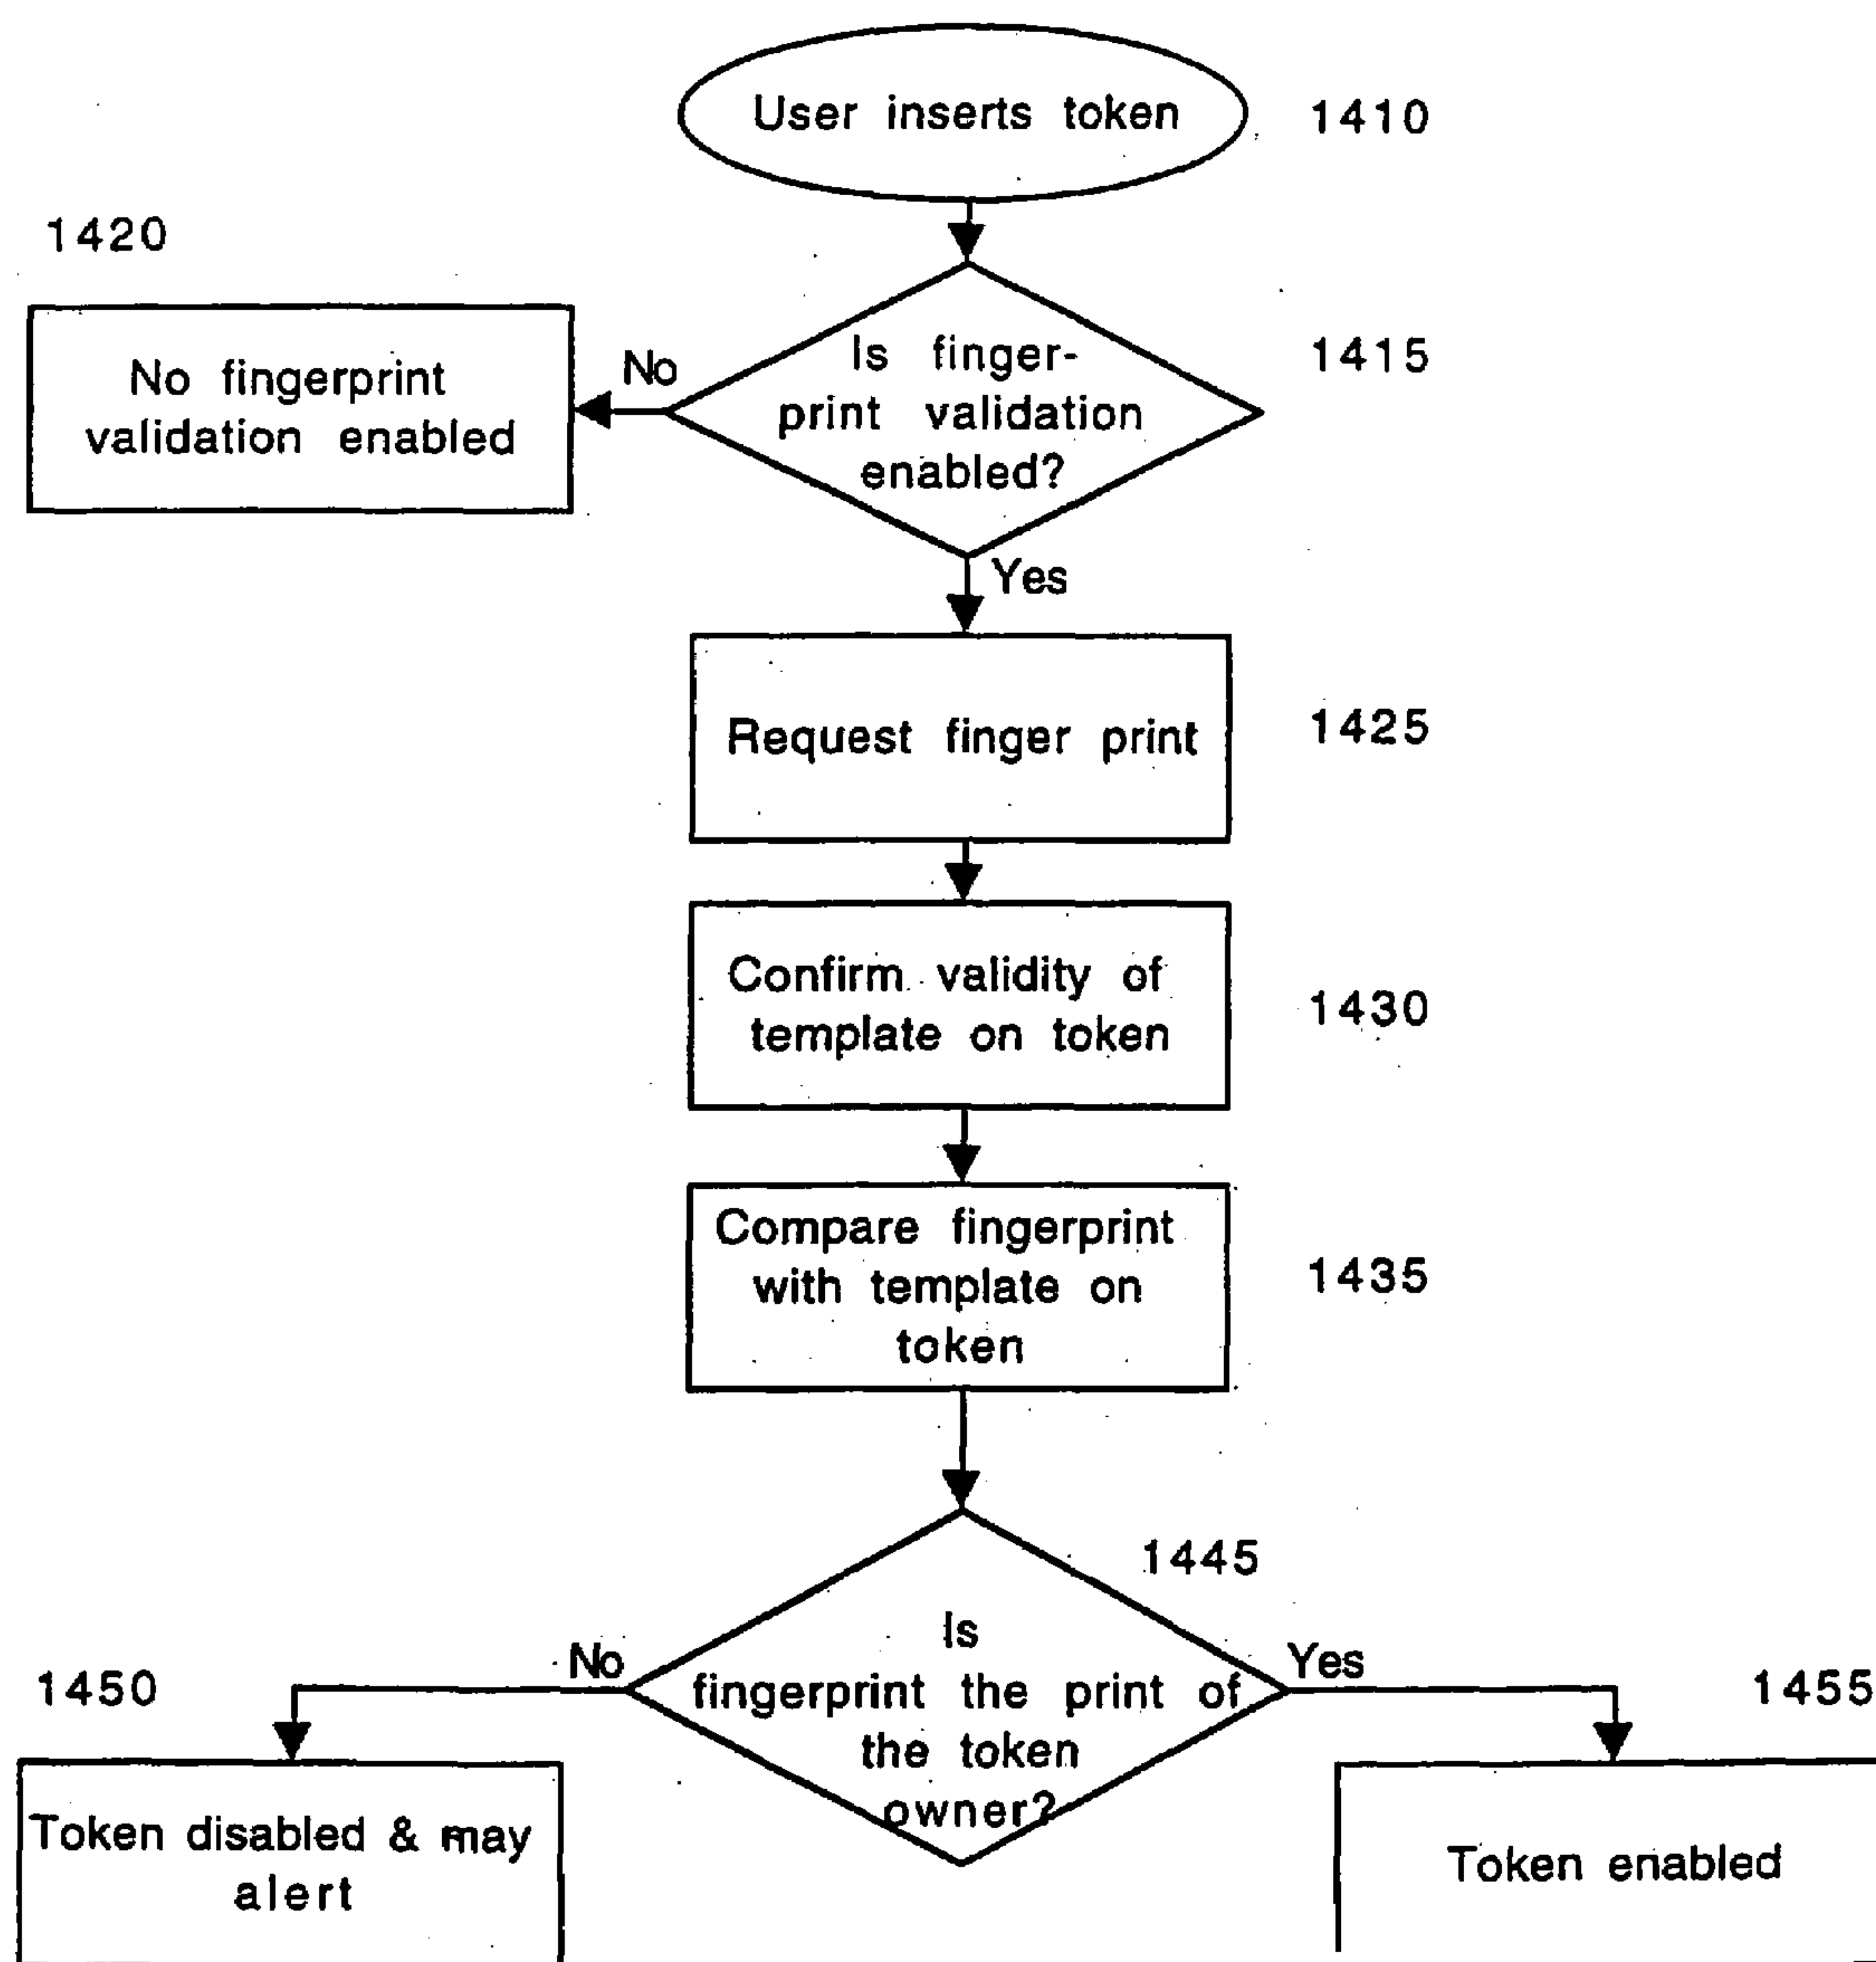 User inserts token
1410
1420
Is finger-
print validation
enabled?
1415
No
No fingerprint
validation enabled
Yes
Request finger print
1425
Confirm validity of
template on token
1430
Compare fingerprint
with template on
token
1435
1445
Is
fingerprint the print of
the token
owner?
No
Yes
1450
1455
Token disabled & may
alert
Token enabled